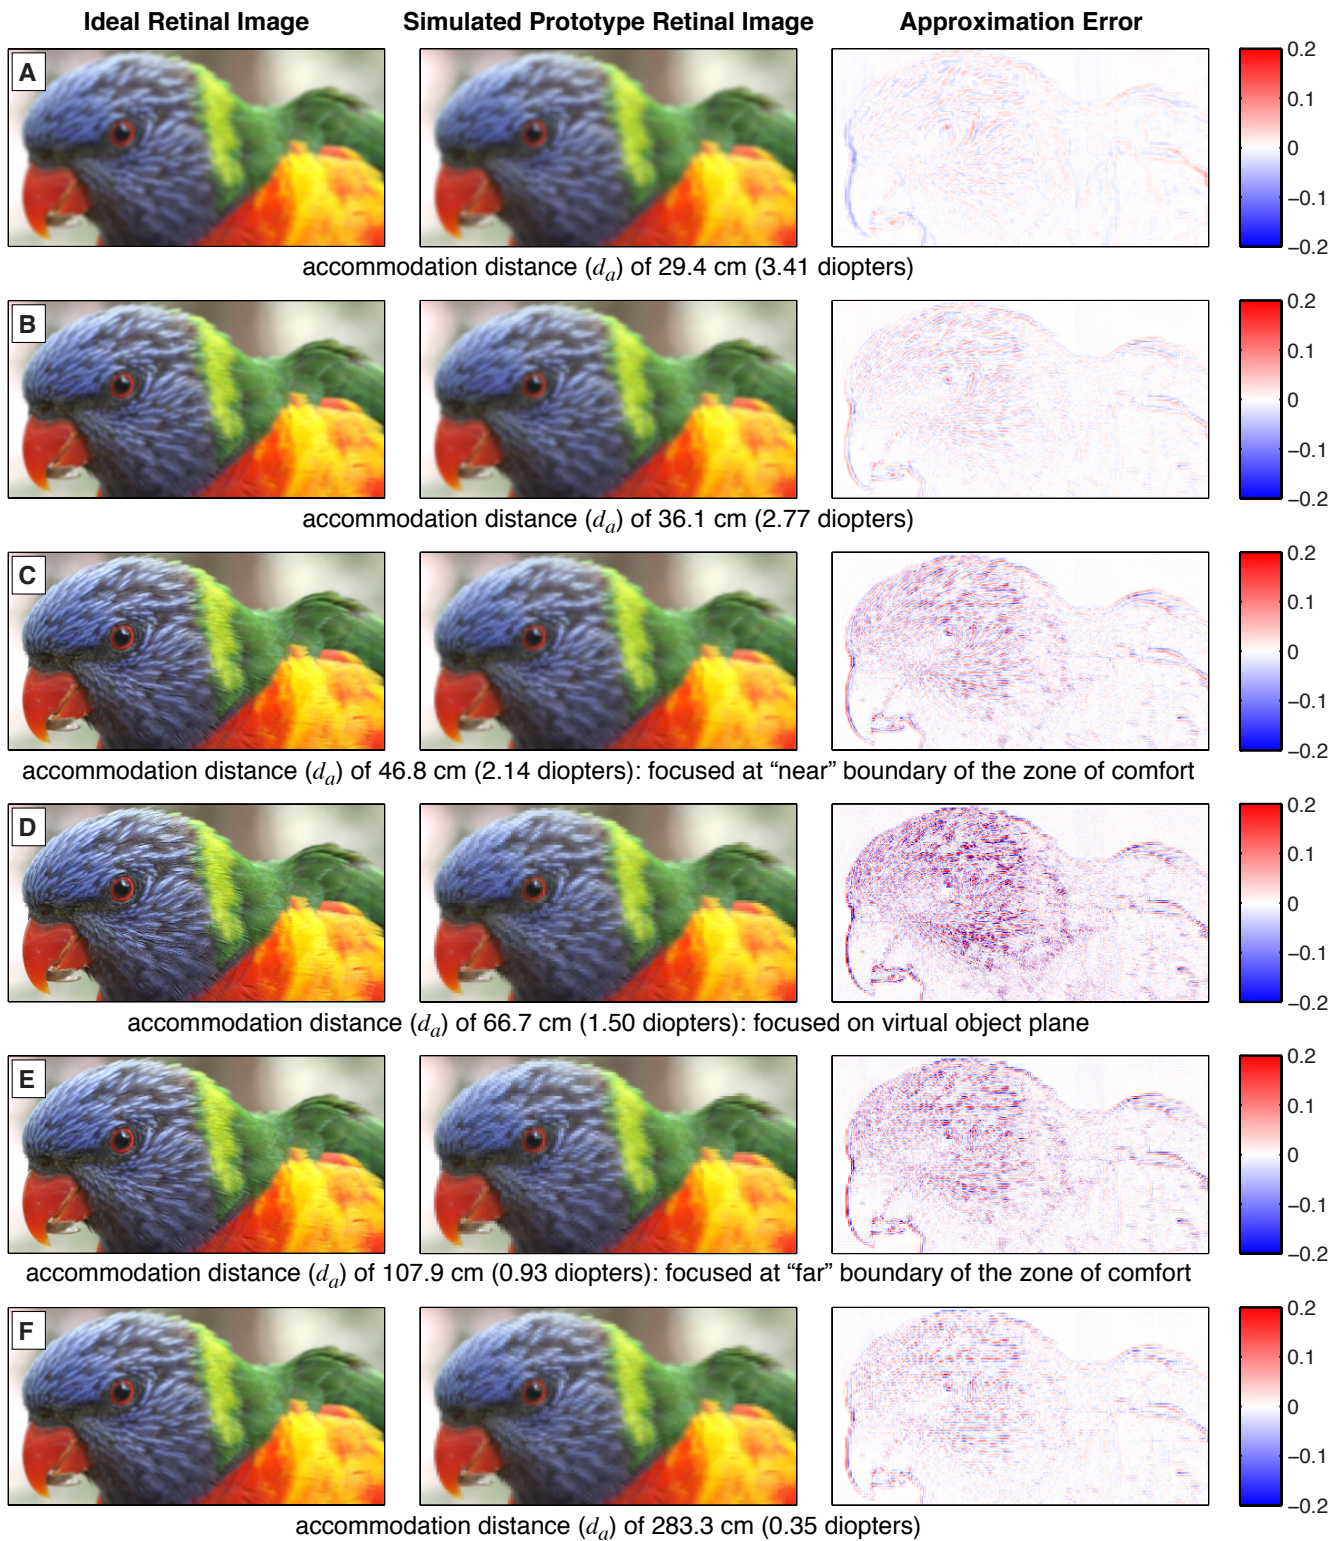 Ideal Retinal Image
Simulated Prototype Retinal Image
Approximation Error
A
0.2
0.1
0
−0.1
−0.2
accommodation distance (da) of 29.4 cm (3.41 diopters)
B
0.2
0.1
0
−0.1
−0.2
accommodation distance (da) of 36.1 cm (2.77 diopters)
C
0.2
0.1
0
−0.1
−0.2
accommodation distance (da) of 46.8 cm (2.14 diopters): focused at “near” boundary of the zone of comfort
D
0.2
0.1
0
−0.1
−0.2
accommodation distance (da) of 66.7 cm (1.50 diopters): focused on virtual object plane
E
0.2
0.1
0
−0.1
−0.2
accommodation distance (da) of 107.9 cm (0.93 diopters): focused at “far” boundary of the zone of comfort
F
0.2
0.1
0
−0.1
−0.2
accommodation distance (da) of 283.3 cm (0.35 diopters)